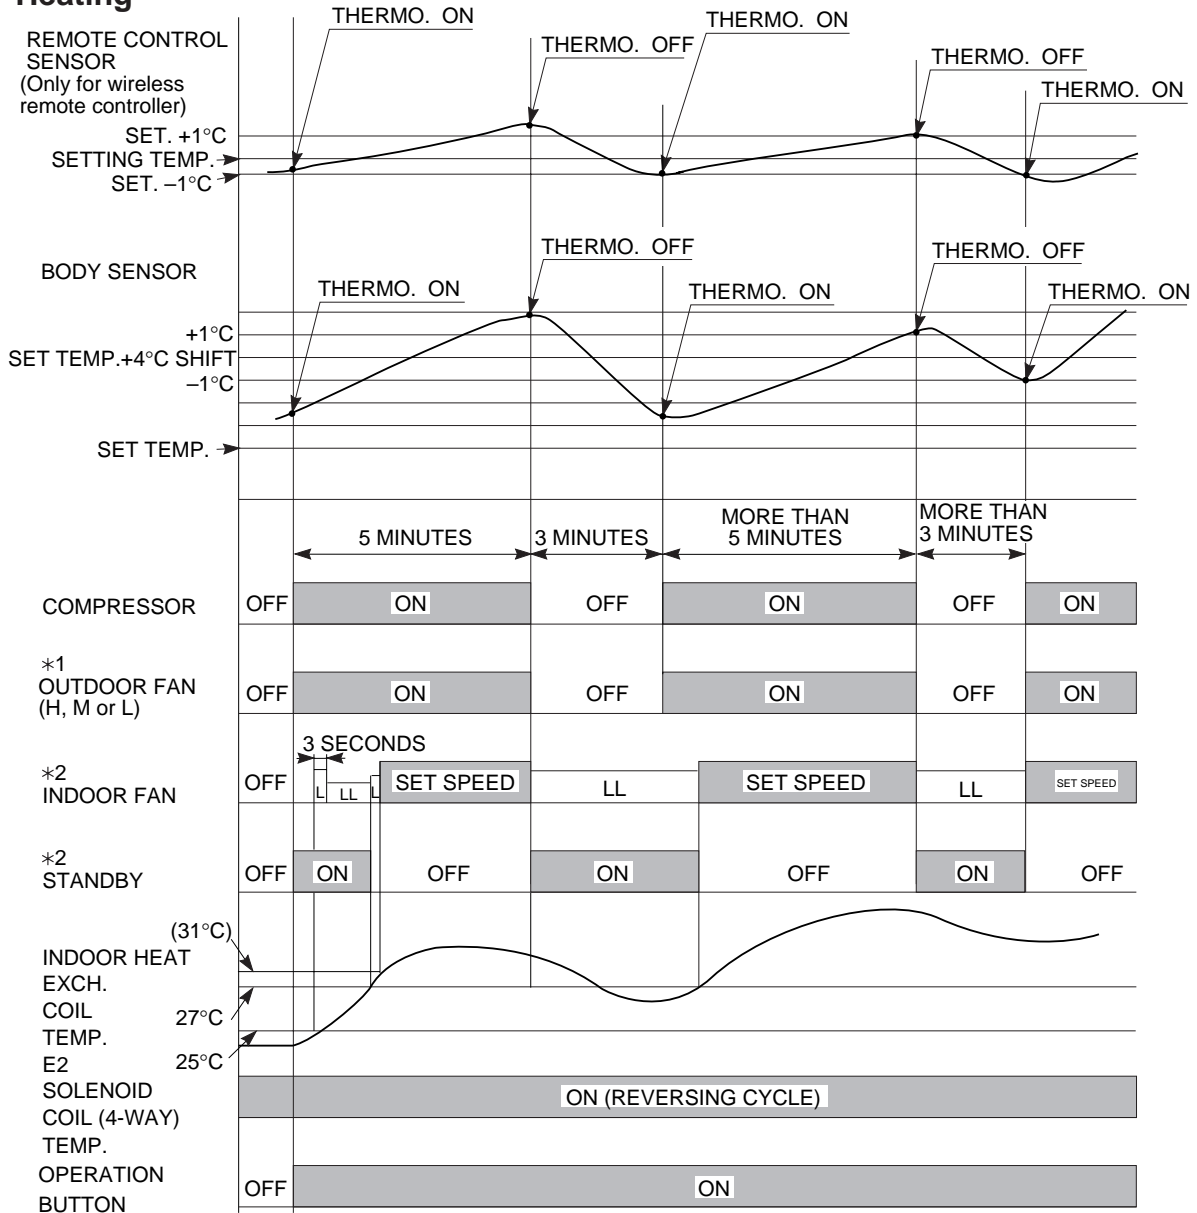 Heating
THERMO. ON
THERMO. ON
REMOTE CONTROL
SENSOR
(Only for wireless
remote controller)
THERMO. OFF
THERMO. OFF
THERMO. ON
SET. +1°C
SETTING TEMP.
SET. –1°C
BODY SENSOR
THERMO. OFF
THERMO. OFF
THERMO. ON
THERMO. ON
THERMO. ON
+1°C
SET TEMP.+4°C SHIFT
–1°C
SET TEMP.
5 MINUTES
3 MINUTES
MORE THAN
5 MINUTES
MORE THAN
3 MINUTES
COMPRESSOR
OFF ON OFF ON OFF ON
*1
OUTDOOR FAN
(H, M or L)
OFF ON OFF ON OFF ON
3 SECONDS
*2
INDOOR FAN
OFF L LL L SET SPEED LL SET SPEED LL SET SPEED
*2
STANDBY
OFF ON OFF ON OFF ON OFF
(31°C)
INDOOR HEAT
EXCH.
COIL
TEMP.
E2
27°C
25°C
SOLENOID
COIL (4-WAY)
TEMP.
ON (REVERSING CYCLE)
OPERATION
BUTTON
OFF ON